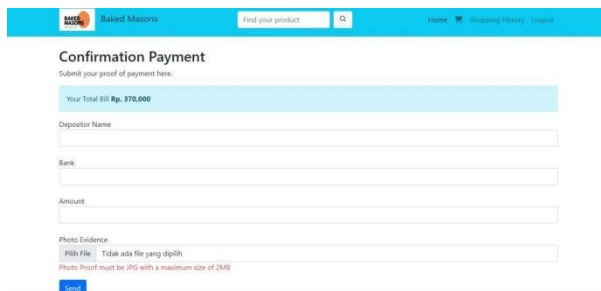 BAKED
MASONS
Baked Masons
Find your product
Home
Shopping History
Logout
Confirmation Payment
Submit your proof of payment here.
Your Total Bill Rp. 370,000
Depositor Name
Bank
Amount
Photo Evidence
Pilih File
Tidak ada file yang dipilih
Photo Proof must be JPG with a maximum size of 2MB
Send